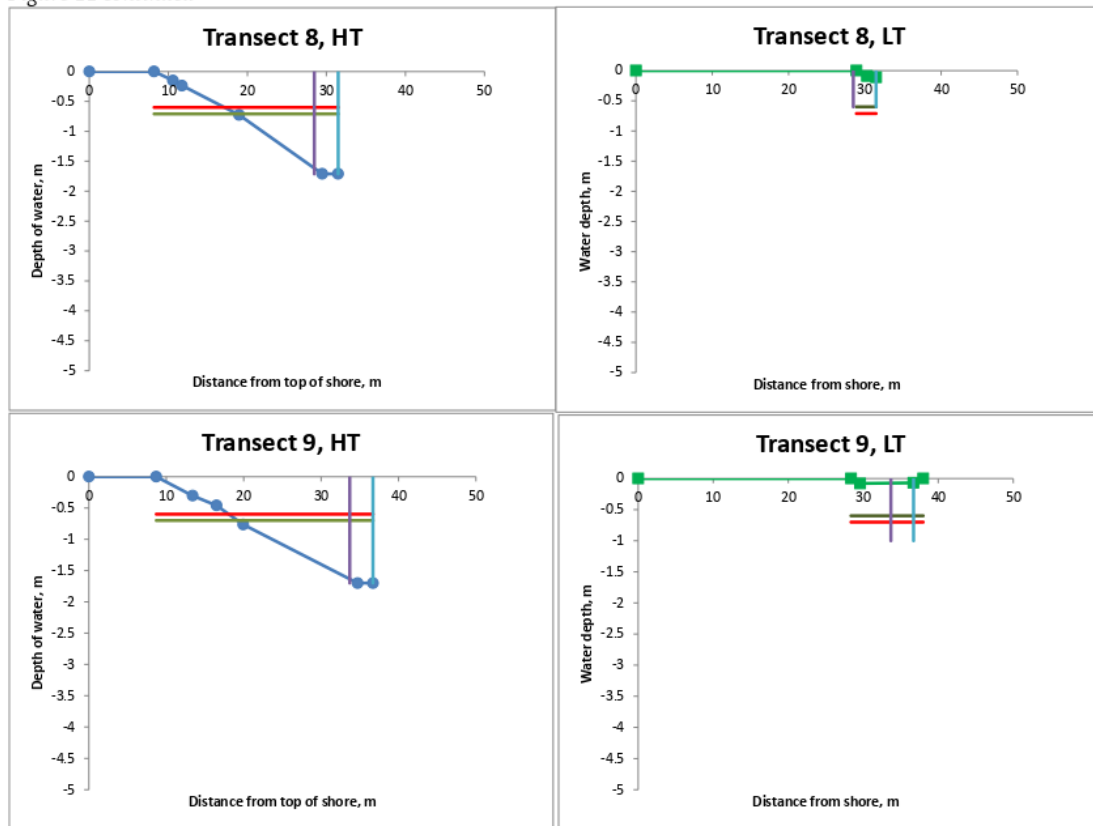 Transect 8, HT
0
0 10 20 30 40 50
-0.5
-1
-1.5
-2
-2.5
-3
-3.5
-4
-4.5
-5
Depth of water, m
Distance from top of shore, m
Transect 8, LT
0
0 10 20 30 40 50
-0.5
-1
-1.5
-2
-2.5
-3
-3.5
-4
-4.5
-5
Water depth, m
Distance from shore, m
Transect 9, HT
0
0 10 20 30 40 50
-0.5
-1
-1.5
-2
-2.5
-3
-3.5
-4
-4.5
-5
Depth of water, m
Distance from top of shore, m
Transect 9, LT
0
0 10 20 30 40 50
-0.5
-1
-1.5
-2
-2.5
-3
-3.5
-4
-4.5
-5
Water depth, m
Distance from shore, m